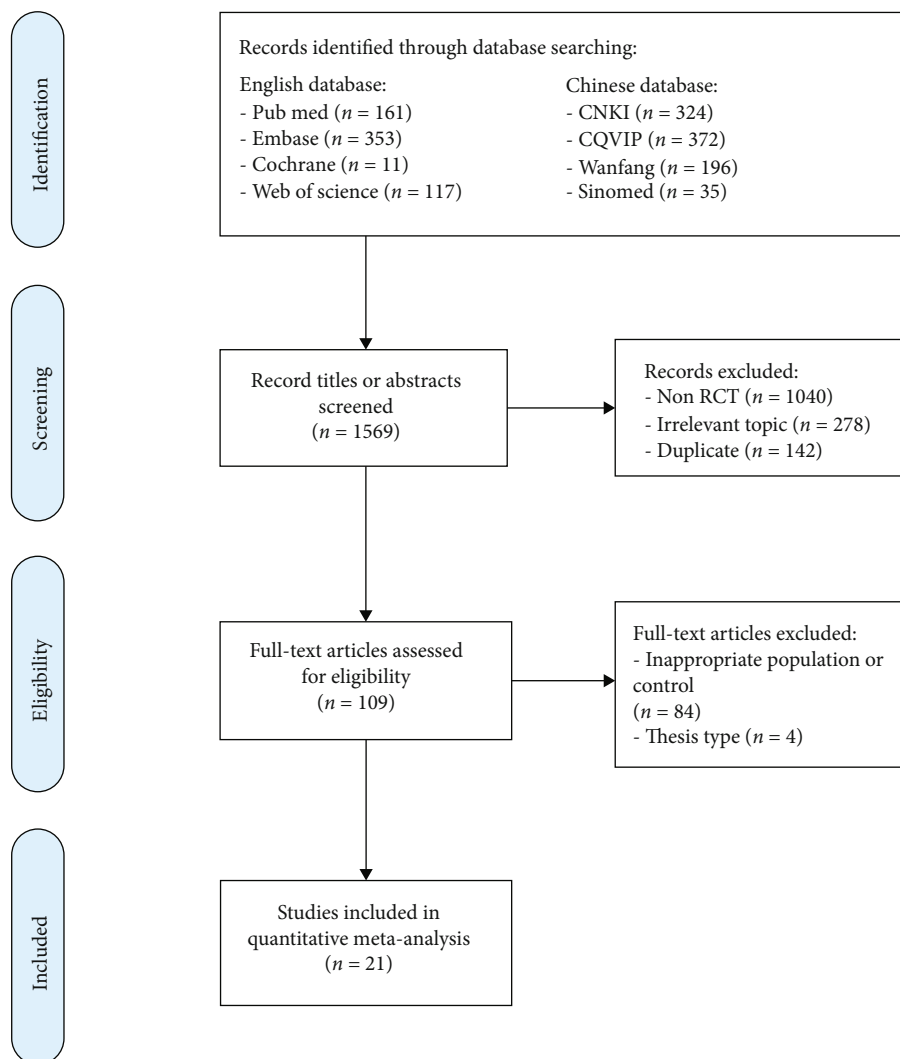 Identification
Records identified through database searching:
English database:
- Pub med (n = 161)
- Embase (n = 353)
- Cochrane (n = 11)
- Web of science (n = 117)
Chinese database:
- CNKI (n = 324)
- CQVIP (n = 372)
- Wanfang (n = 196)
- Sinomed (n = 35)
Screening
Record titles or abstracts
screened
(n = 1569)
Records excluded:
- Non RCT (n = 1040)
- Irrelevant topic (n = 278)
- Duplicate (n = 142)
Eligibility
Full-text articles assessed
for eligibility
(n = 109)
Full-text articles excluded:
- Inappropriate population or
control
(n = 84)
- Thesis type (n = 4)
Included
Studies included in
quantitative meta-analysis
(n = 21)